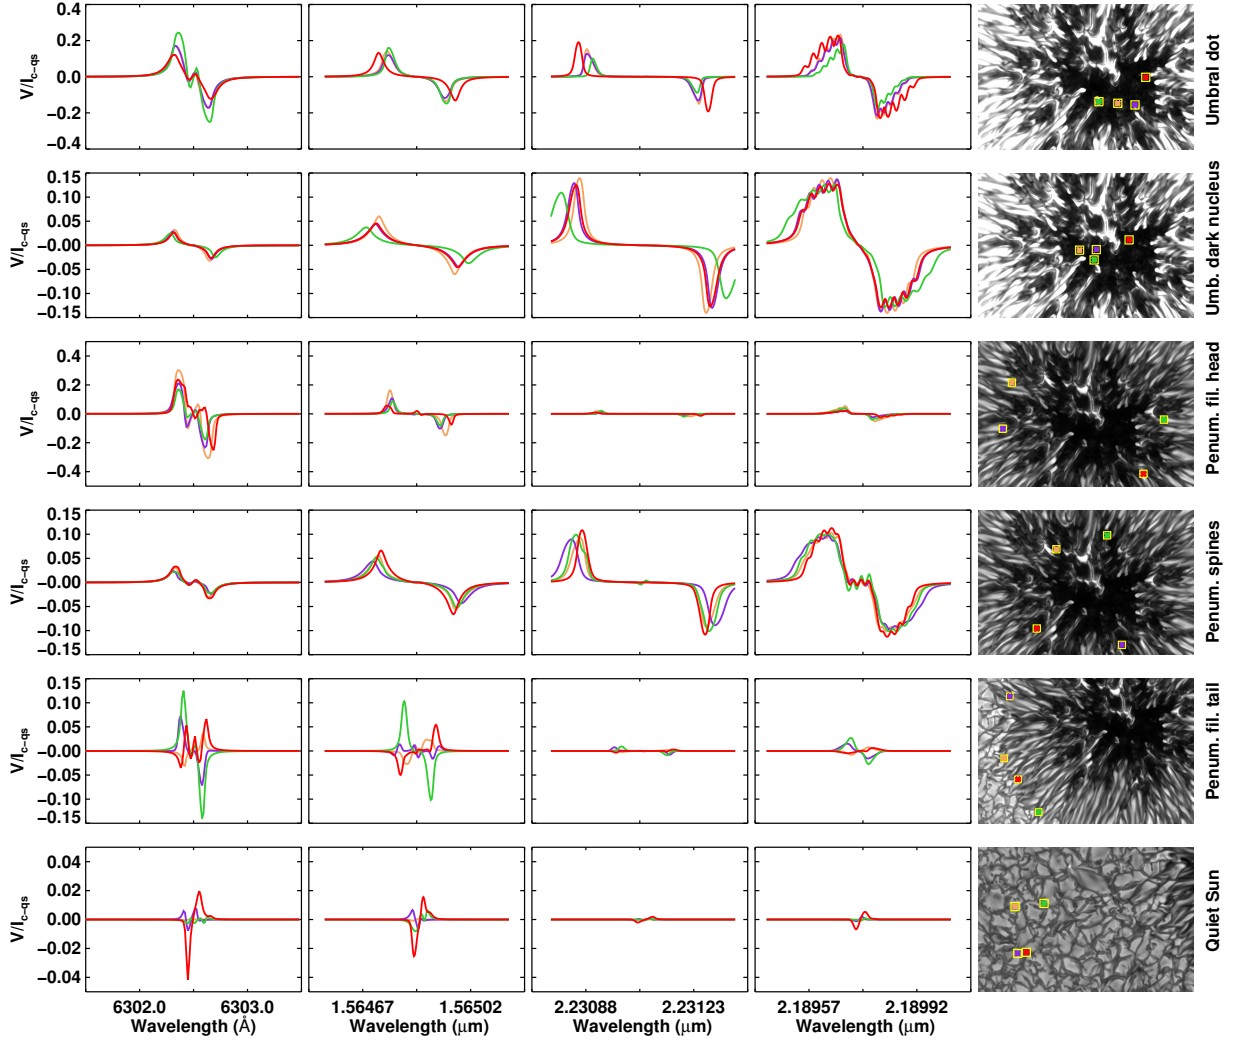 0.4
0.2
0.0
−0.2
−0.4
V/Ic−qs
Umbral dot
0.15
0.10
0.05
−0.00
−0.05
−0.10
−0.15
V/Ic−qs
Umb. dark nucleus
0.4
0.2
0.0
−0.2
−0.4
V/Ic−qs
Penum. fil. head
0.15
0.10
0.05
−0.00
−0.05
−0.10
−0.15
V/Ic−qs
Penum. spines
0.15
0.10
0.05
−0.00
−0.05
−0.10
−0.15
V/Ic−qs
Penum. fil. tail
0.04
0.02
0.00
−0.02
−0.04
V/Ic−qs
Quiet Sun
6302.0 6303.0 1.56467 1.56502 2.23088 2.23123 2.18957 2.18992
Wavelength (Å) Wavelength (μm) Wavelength (μm) Wavelength (μm)